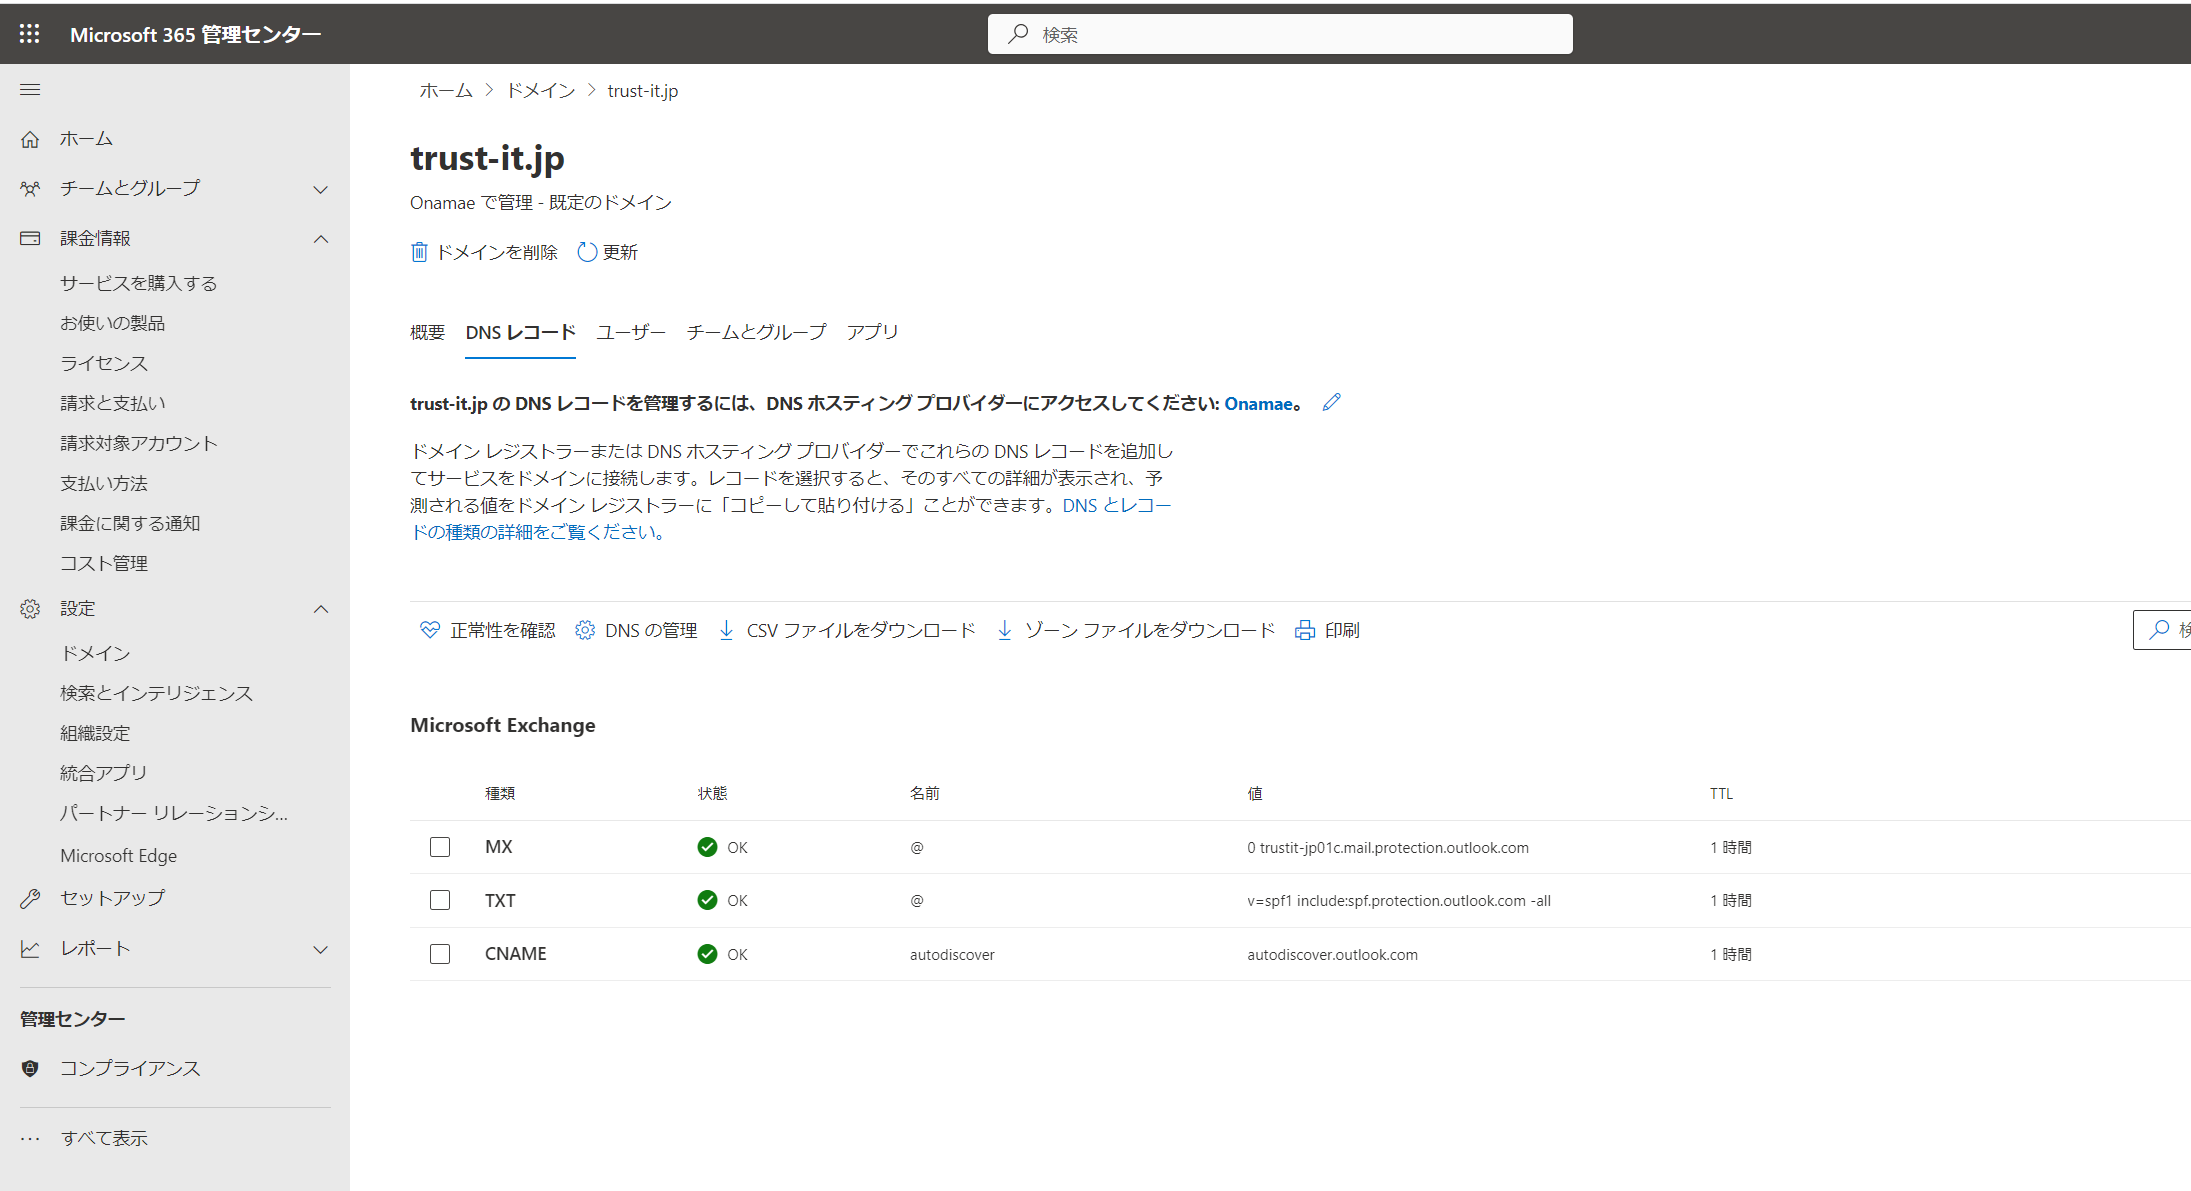 Microsoft 365 管理センター
検索
ホーム
チームとグループ
課金情報
サービスを購入する
お使いの製品
ライセンス
請求と支払い
請求対象アカウント
支払い方法
課金に関する通知
コスト管理
設定
ドメイン
検索とインテリジェンス
組織設定
統合アプリ
パートナー リレーションシ...
Microsoft Edge
セットアップ
レポート
管理センター
コンプライアンス
すべて表示
ホーム > ドメイン > trust-it.jp
trust-it.jp
Onamae で管理 - 既定のドメイン
ドメインを削除 更新
概要 DNS レコード ユーザー チームとグループ アプリ
trust-it.jp の DNS レコードを管理するには、DNS ホスティング プロバイダーにアクセスしてください: Onamae。
ドメイン レジストラーまたは DNS ホスティング プロバイダーでこれらの DNS レコードを追加し
てサービスをドメインに接続します。レコードを選択すると、そのすべての詳細が表示され、予
測される値をドメイン レジストラーに「コピーして貼り付ける」ことができます。DNS とレコー
ドの種類の詳細をご覧ください。
正常性を確認 DNS の管理 CSV ファイルをダウンロード ゾーン ファイルをダウンロード 印刷
Microsoft Exchange
種類 状態 名前 値 TTL
MX OK @ 0 trustit-jp01c.mail.protection.outlook.com 1 時間
TXT OK @ v=spf1 include:spf.protection.outlook.com -all 1 時間
CNAME OK autodiscover autodiscover.outlook.com 1 時間